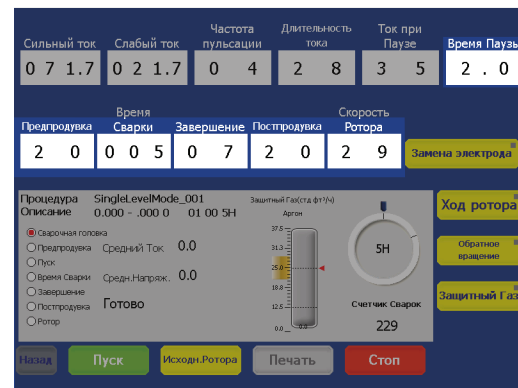 Сильный ток Слабый ток Частота пульсации Длительность тока Ток при Паузе Время Паузы
0 7 1.7 0 2 1.7 0 4 2 8 3 5 2 . 0
Предпродувка Время Сварки Завершение Постпродувка Скорость Ротора
2 0 0 0 5 0 7 2 0 2 9 Замена электрода
Процедура SingleLevelMode_001
Описание 0.000 - .000 0 01 00 5H
Сварочная головка
Предпродувка
Пуск
Время Сварки
Завершение
Постпродувка
Ротор
Средний Ток 0.0
Средн.Напряж. 0.0
Готово
Защитный Газ(стд фт³/ч)
Аргон
37.5
31.3
25.0
18.8
12.5
0.0
0.0
5H
Счетчик Сварок
229
Ход ротора
Обратное
вращение
Защитный Газ
Назад Пуск Исходн.Ротора Печать Стоп